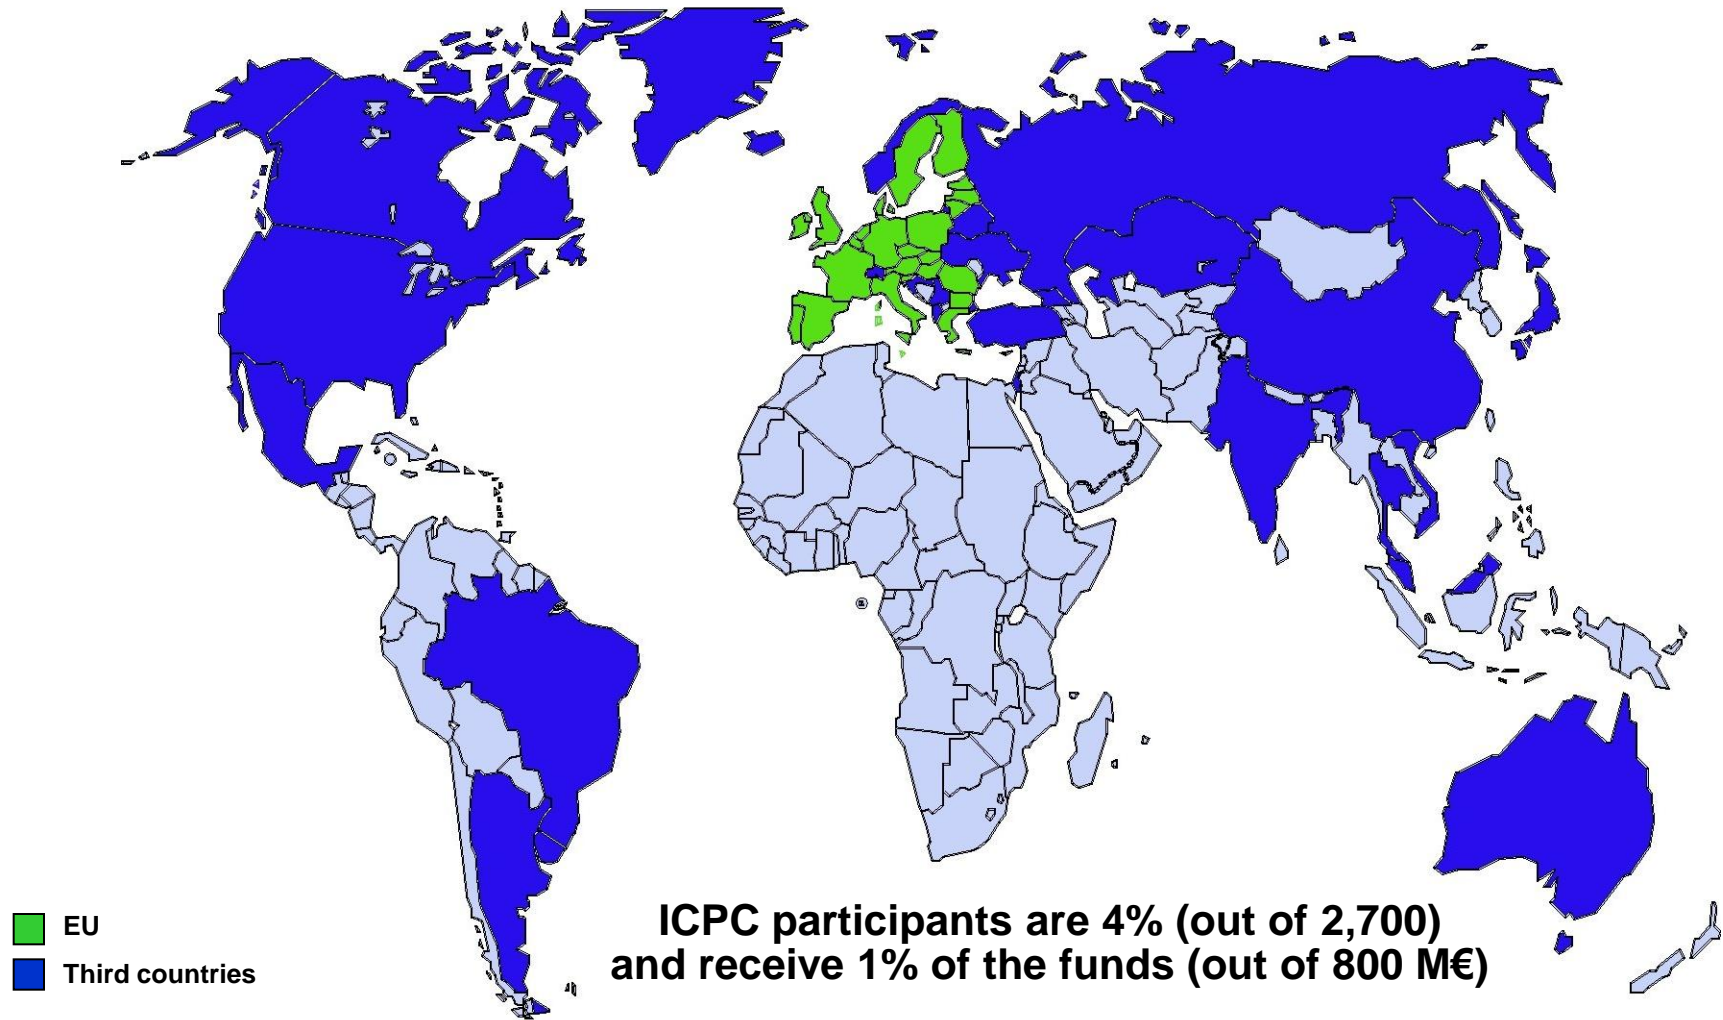 EU
Third countries
ICPC participants are 4% (out of 2,700)
and receive 1% of the funds (out of 800 M€)